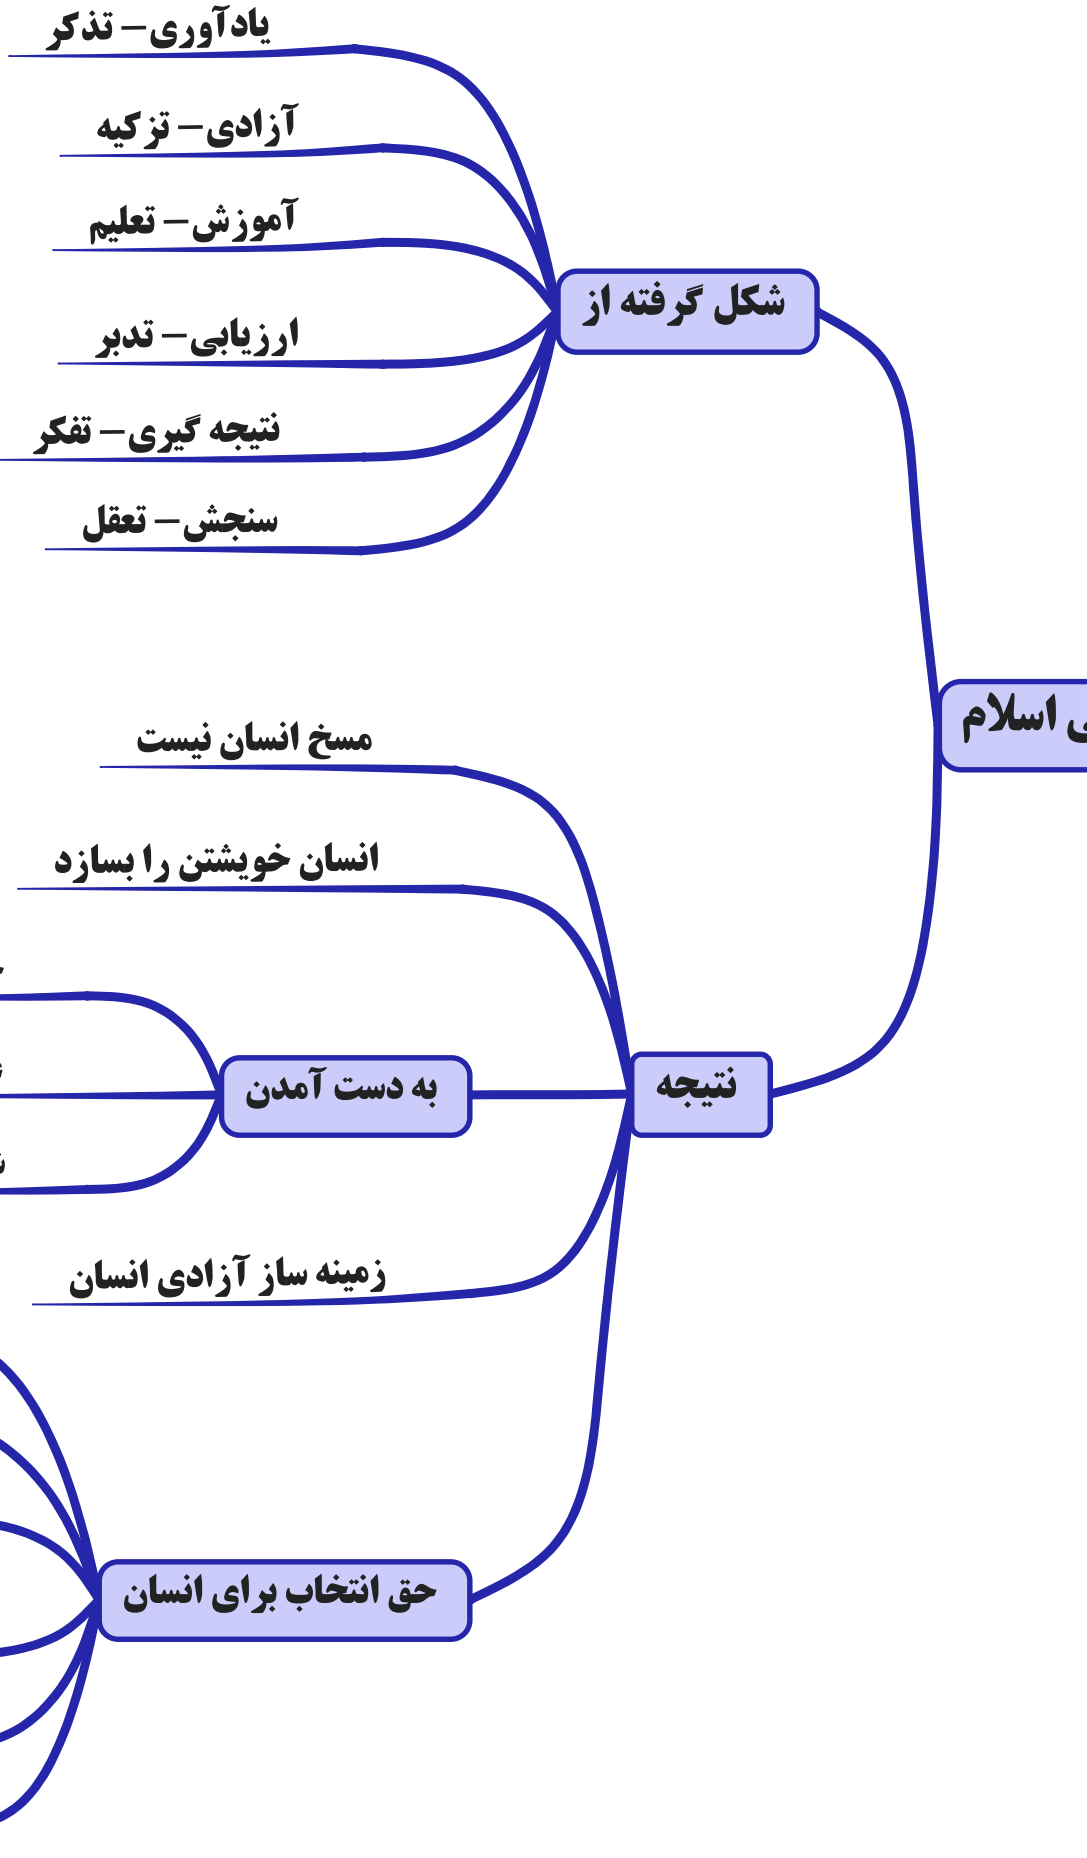 یادآوری- تذکر
آزادی- تزکیه
آموزش- تعلیم
شکل گرفته از
ارزیابی- تدبر
نتیجه گیری- تفکر
سنجش- تعقل
اسلام
مسخ انسان نیست
انسان خویشتن را بسازد
نتیجه
به دست آمدن
زمینه ساز آزادی انسان
حق انتخاب برای انسان